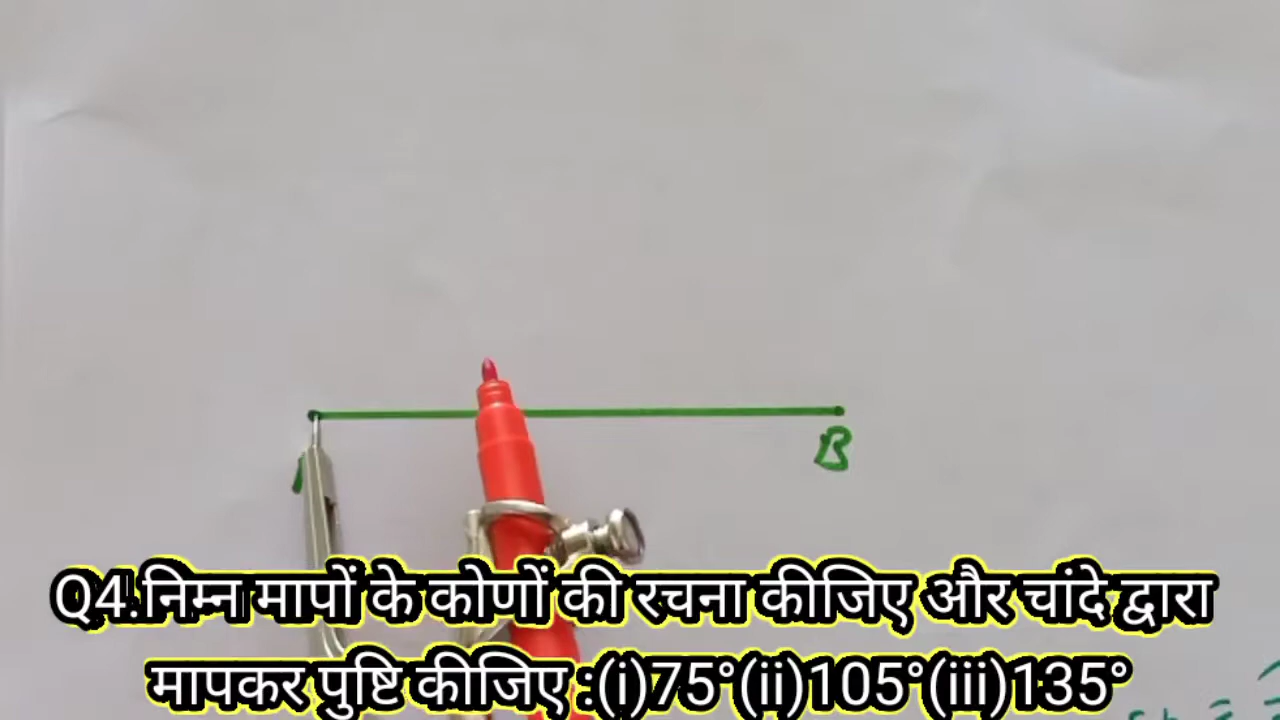 B
Q4.निम्न मापों के कोणों की रचना कीजिए और चांदे द्वारा
मापकर पुष्टि कीजिए :(i)75°(ii)105°(iii)135°